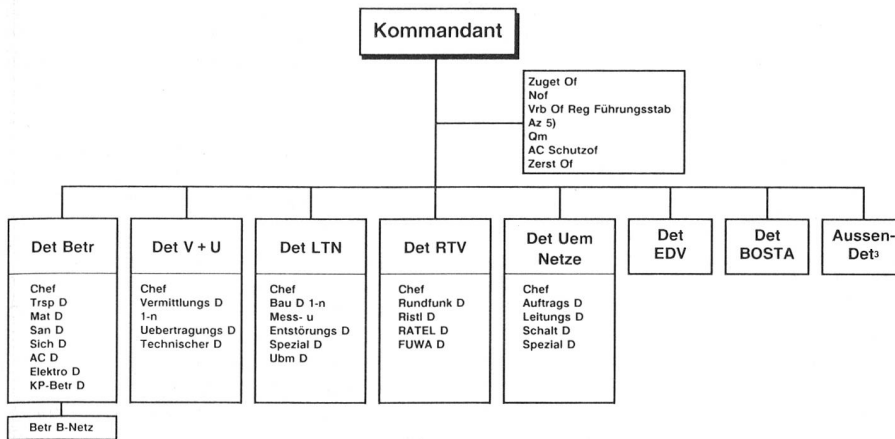 Kommandant
Zuget Of
Nof
Vrb Of Reg Führungsstab
Az 5)
Qm
AC Schutzof
Zerst Of
Det Betr
Chef
Trsp D
Mat D
San D
Sich D
AC D
Elektro D
KP-Betr D
Betr B-Netz
Det V + U
Chef
Vermittlungs D
1-n
Uebertragungs D
Technischer D
Det LTN
Chef
Bau D 1-n
Mess- u
Entstörungs D
Spezial D
Ubm D
Det RTV
Chef
Rundfunk D
Ristl D
RATEL D
FUWA D
Det Uem
Netze
Chef
Auftrags D
Leitungs D
Schalt D
Spezial D
Det
EDV
Det
BOSTA
Aussen-
Det³